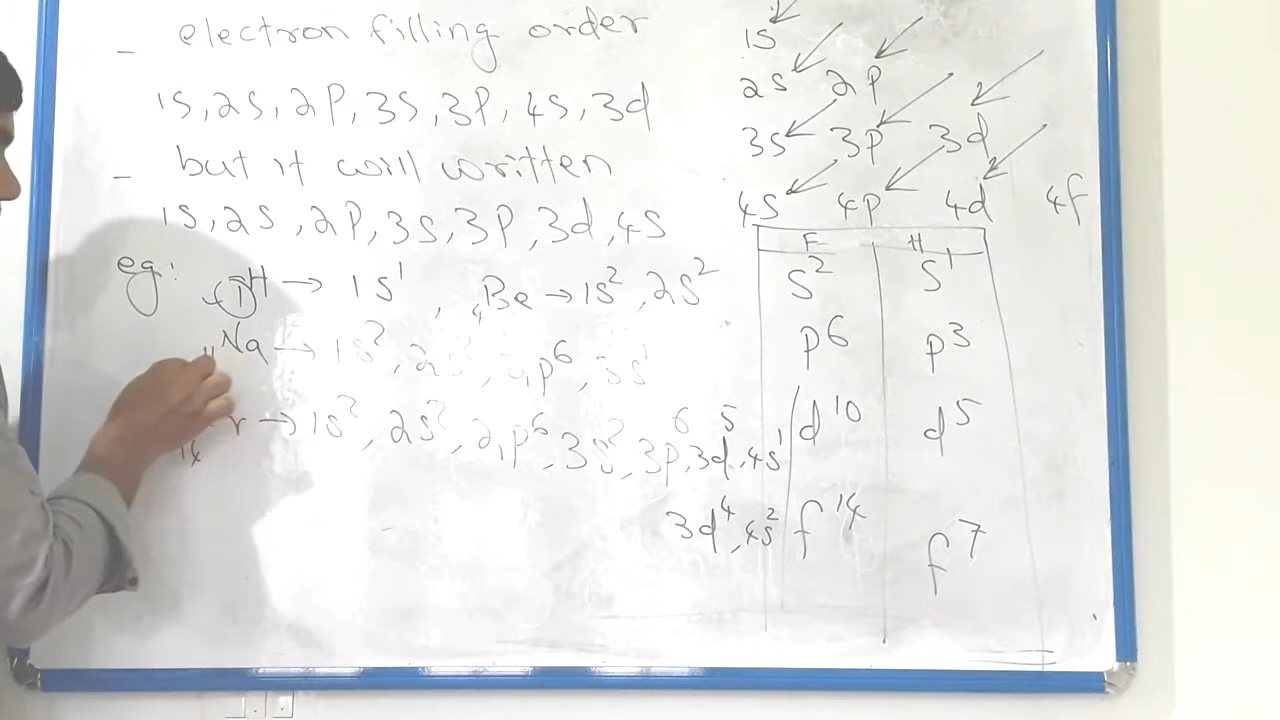 - electron filling order
1s, 2s, 2p, 3s, 3p, 4s, 3d
- but it will written
1s, 2s, 2p, 3s, 3p, 3d, 4s
eg: ①H → 1s¹, ₄Be → 1s², 2s²
₁₁Na → 1s², 2s², 2p⁶, 3s¹
r → 1s², 2s², 2p⁶, 3s², 3p⁶, 3d⁵, 4s¹
3d⁴, 4s²
1s
2s 2p
3s 3p 3d
4s 4p 4d 4f
F H
s² s¹
p⁶ p³
d¹⁰ d⁵
f¹⁴ f⁷